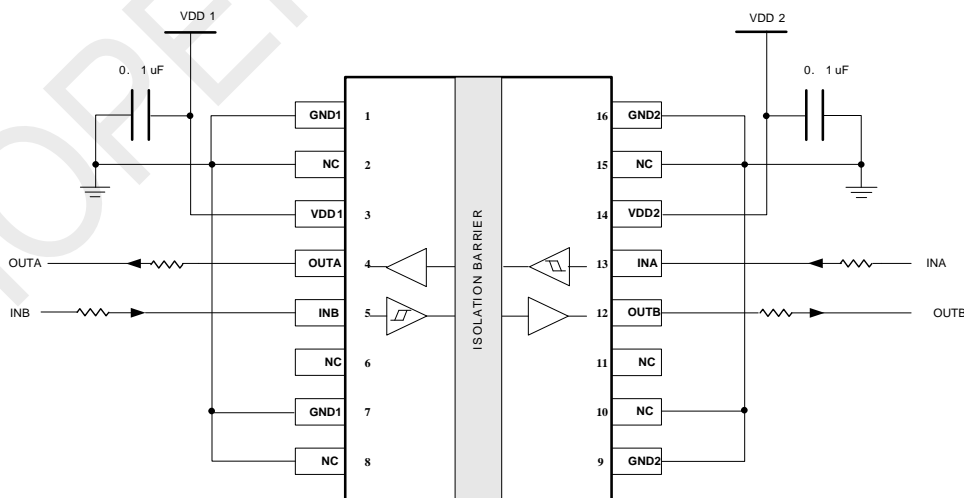 VDD 1
VDD 2
0. 1 uF
0. 1 uF
GND1 1
16 GND2
NC 2
15 NC
VDD1 3
14 VDD2
OUTA
OUTA 4
13 INA
INA
INB
INB 5
12 OUTB
OUTB
NC 6
11 NC
GND1 7
10 NC
NC 8
9 GND2
ISOLATION BARRIER